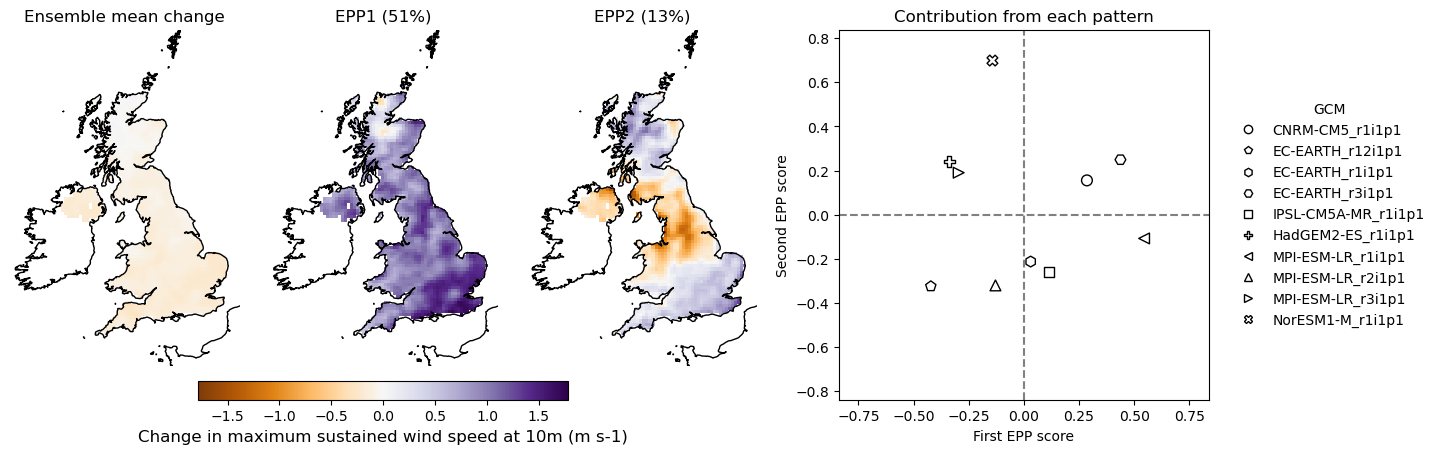 Ensemble mean change
EPP1 (51%)
EPP2 (13%)
Contribution from each pattern
−1.5 −1.0 −0.5 0.0 0.5 1.0 1.5
Change in maximum sustained wind speed at 10m (m s-1)
Second EPP score
0.8
0.6
0.4
0.2
0.0
−0.2
−0.4
−0.6
−0.8
−0.75 −0.50 −0.25 0.00 0.25 0.50 0.75
First EPP score
GCM
CNRM-CM5_r1i1p1
EC-EARTH_r12i1p1
EC-EARTH_r1i1p1
EC-EARTH_r3i1p1
IPSL-CM5A-MR_r1i1p1
HadGEM2-ES_r1i1p1
MPI-ESM-LR_r1i1p1
MPI-ESM-LR_r2i1p1
MPI-ESM-LR_r3i1p1
NorESM1-M_r1i1p1